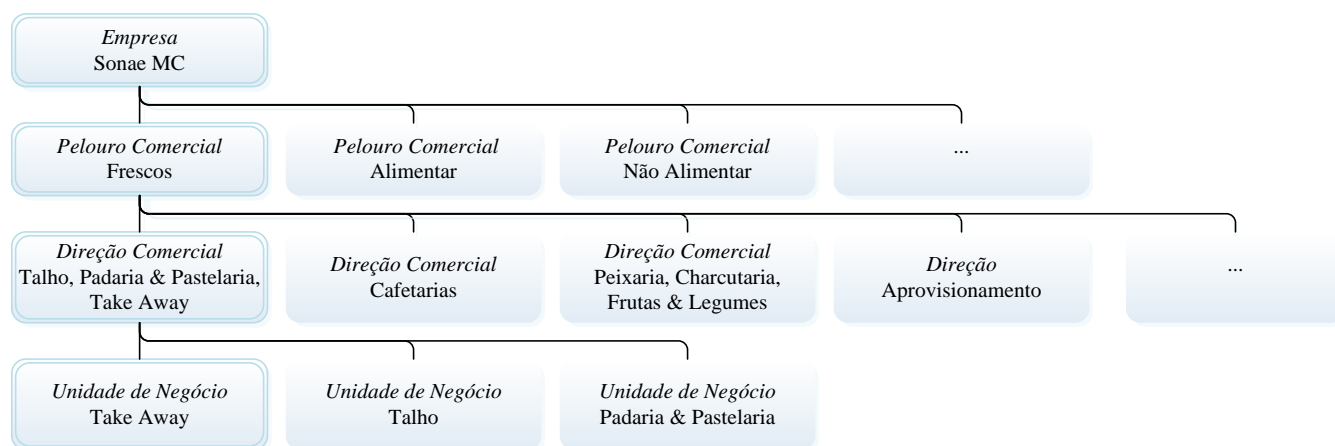 Empresa
Sonae MC
Pelouro Comercial
Frescos
Pelouro Comercial
Alimentar
Pelouro Comercial
Não Alimentar
...
Direção Comercial
Talho, Padaria & Pastelaria,
Take Away
Direção Comercial
Cafetarias
Direção Comercial
Peixaria, Charcutaria,
Frutas & Legumes
Direção
Aprovisionamento
...
Unidade de Negócio
Take Away
Unidade de Negócio
Talho
Unidade de Negócio
Padaria & Pastelaria